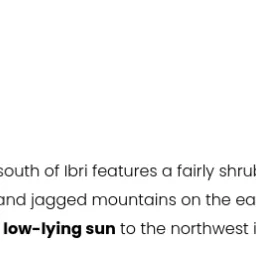 south of Ibri features a fairly shrub
and jagged mountains on the ea
low-lying sun to the northwest i